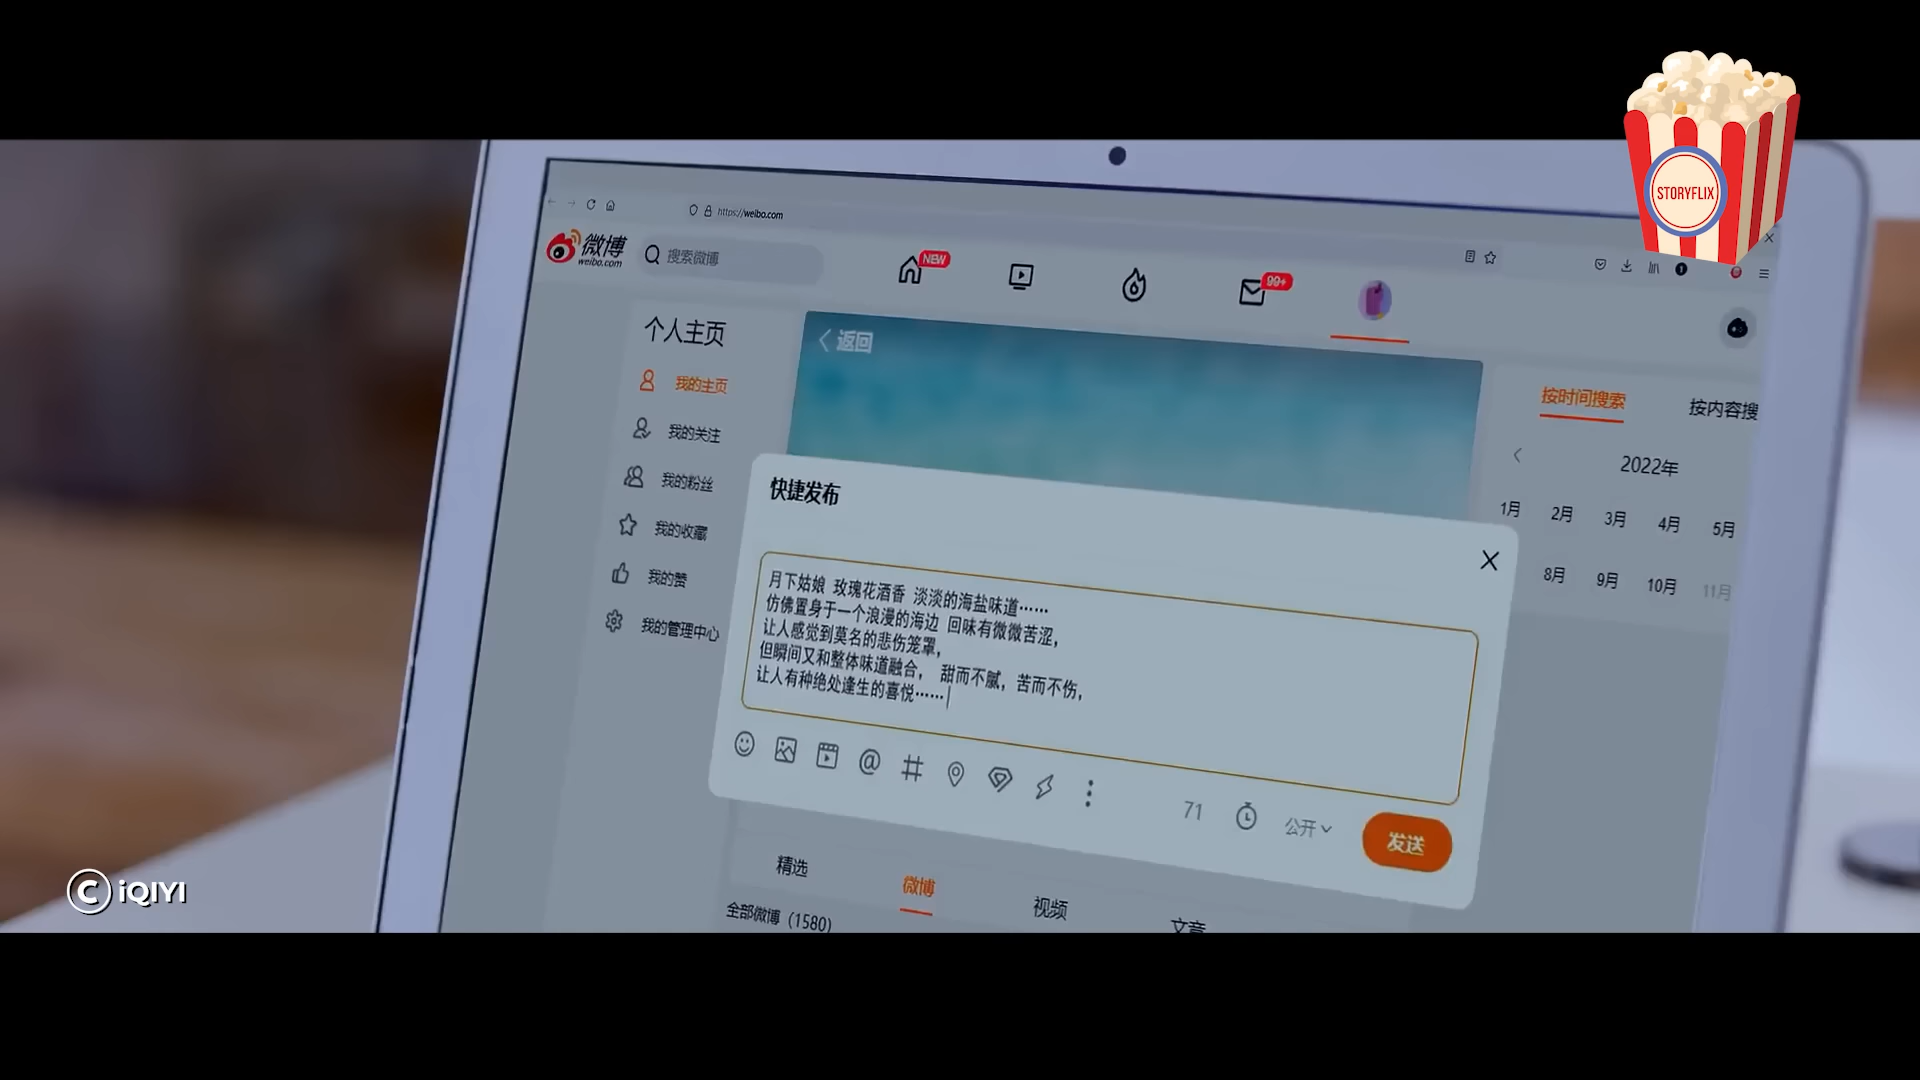 STORYFLIX
https://weibo.com
微博
weibo.com
搜索微博
NEW
99+
个人主页
我的主页
我的关注
我的粉丝
我的收藏
我的赞
我的管理中心
返回
按时间搜索
按内容搜
2022年
1月 2月 3月 4月 5月
8月 9月 10月 11月
快捷发布
月下姑娘 玫瑰花酒香 淡淡的海盐味道……
仿佛置身于一个浪漫的海边 回味有微微苦涩，
让人感觉到莫名的悲伤笼罩，
但瞬间又和整体味道融合， 甜而不腻，苦而不伤，
让人有种绝处逢生的喜悦……
71
公开
发送
精选
微博
视频
文章
全部微博（1580）
iQIYI